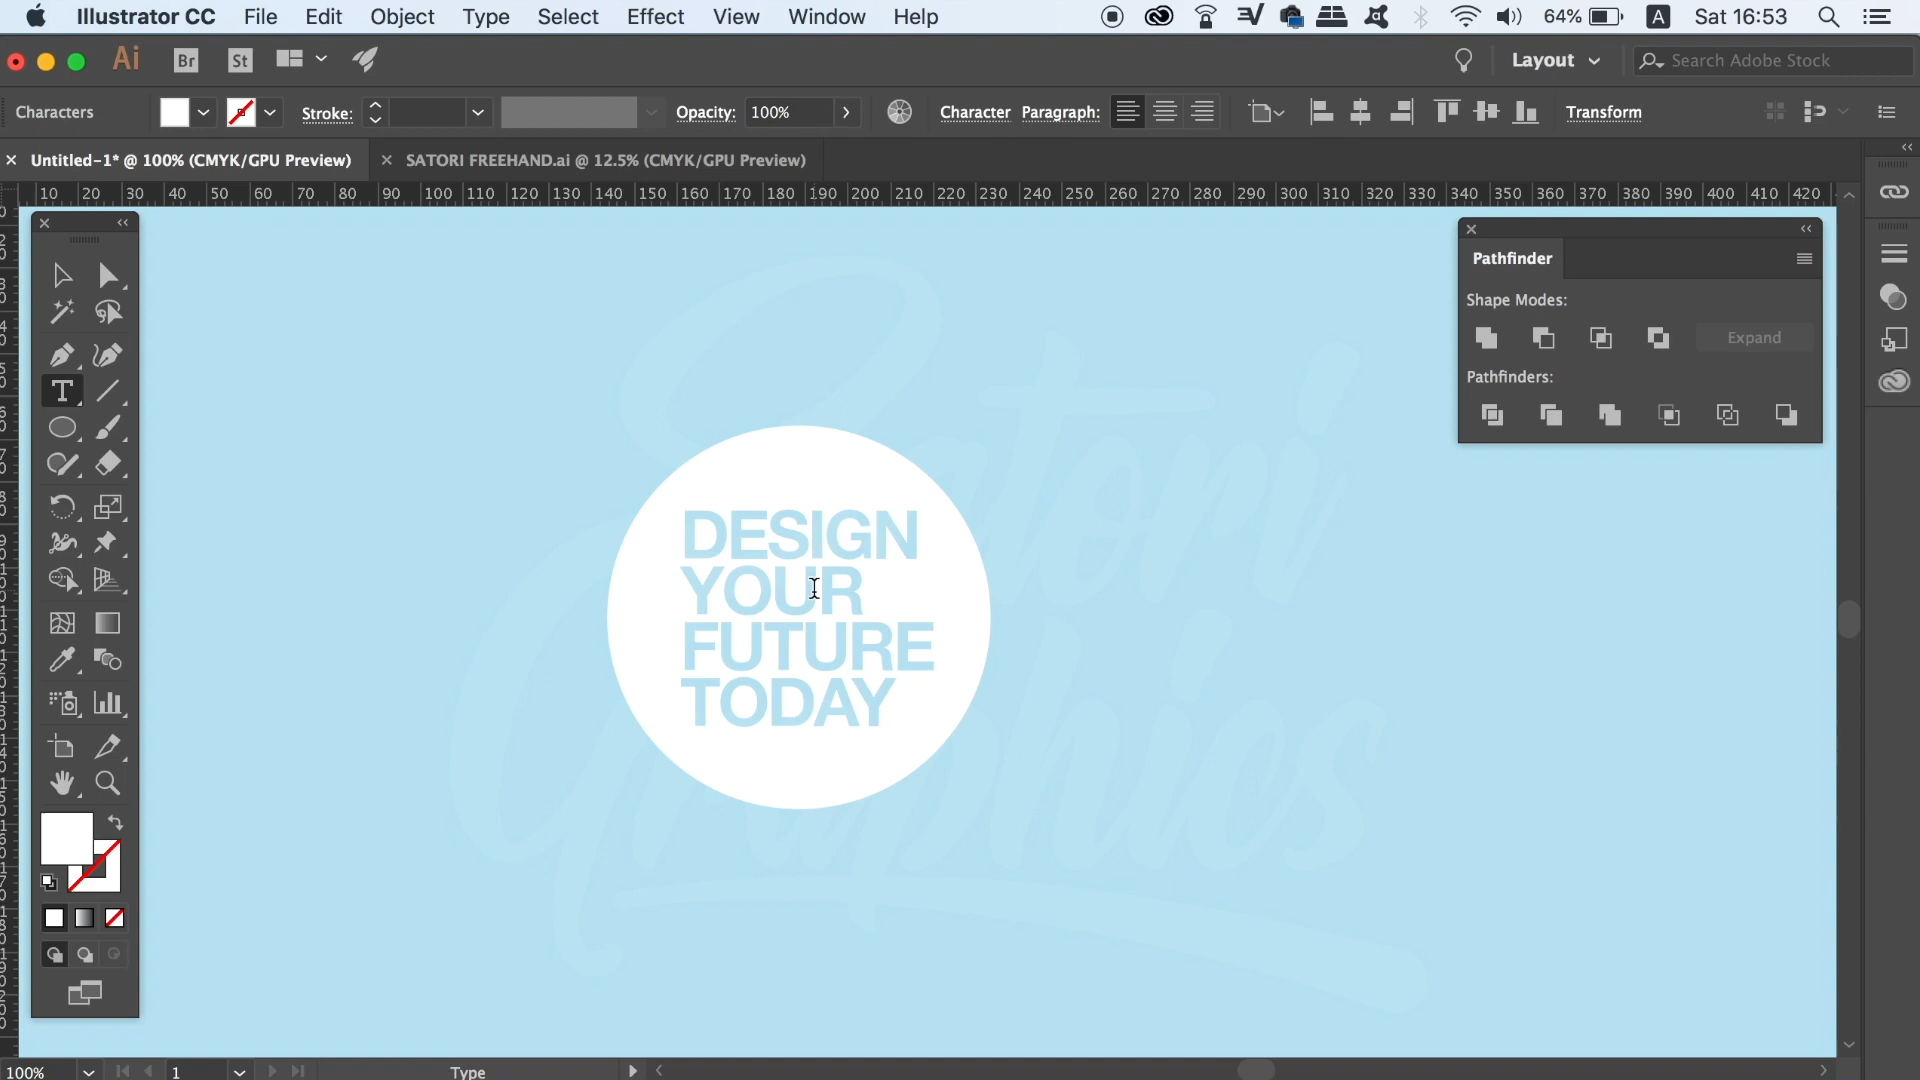 Illustrator CC File Edit Object Type Select Effect View Window Help 64% A Sat 16:53
Ai Br St Layout Search Adobe Stock
Characters Stroke: Opacity: 100% Character Paragraph: Transform
Untitled-1* @ 100% (CMYK/GPU Preview) SATORI FREEHAND.ai @ 12.5% (CMYK/GPU Preview)
10 20 30 40 50 60 70 80 90 100 110 120 130 140 150 160 170 180 190 200 210 220 230 240 250 260 270 280 290 300 310 320 330 340 350 360 370 380 390 400 410 420
Pathfinder
Shape Modes:
Expand
Pathfinders:
Satori
Graphics
DESIGN
YOUR
FUTURE
TODAY
100% 1 Type